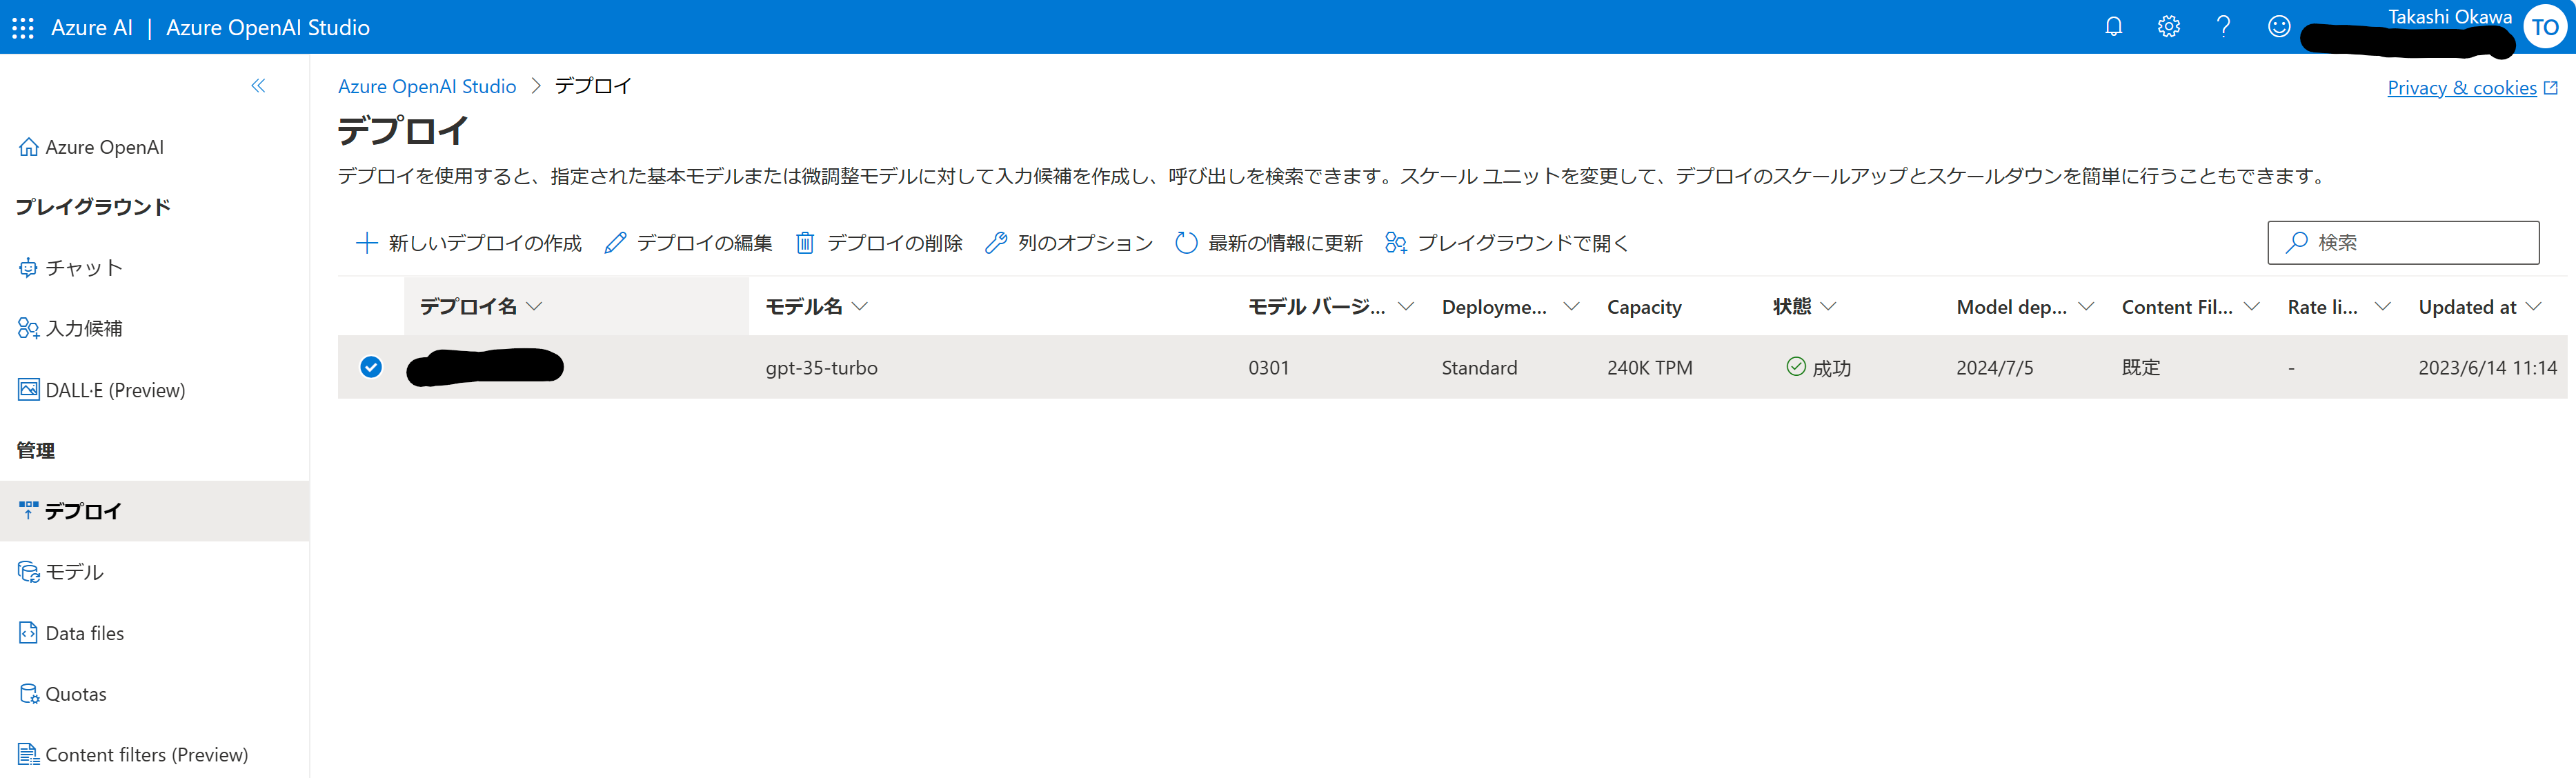 Azure AI | Azure OpenAI Studio
Takashi Okawa
TO
Azure OpenAI Studio > デプロイ
Privacy & cookies
デプロイ
デプロイを使用すると、指定された基本モデルまたは微調整モデルに対して入力候補を作成し、呼び出しを検索できます。スケール ユニットを変更して、デプロイのスケールアップとスケールダウンを簡単に行うこともできます。
新しいデプロイの作成 デプロイの編集 デプロイの削除 列のオプション 最新の情報に更新 プレイグラウンドで開く 検索
デプロイ名 モデル名 モデル バージ... Deployme... Capacity 状態 Model dep... Content Fil... Rate li... Updated at
gpt-35-turbo 0301 Standard 240K TPM 成功 2024/7/5 既定 - 2023/6/14 11:14
Azure OpenAI
プレイグラウンド
チャット
入力候補
DALL·E (Preview)
管理
デプロイ
モデル
Data files
Quotas
Content filters (Preview)